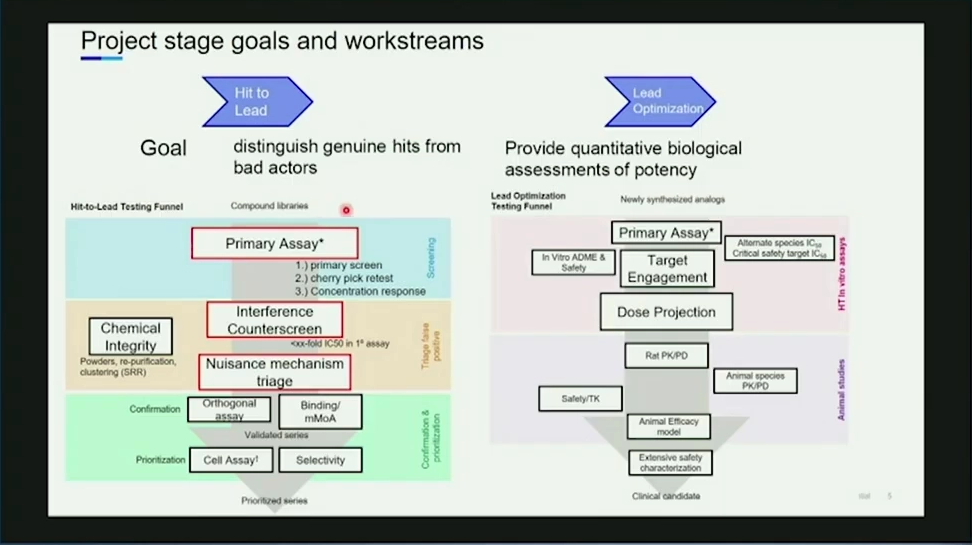 Project stage goals and workstreams
Hit to
Lead
Lead
Optimization
Goal
distinguish genuine hits from
bad actors
Provide quantitative biological
assessments of potency
Hit-to-Lead Testing Funnel
Compound libraries
Primary Assay*
1.) primary screen
2.) cherry pick retest
3.) Concentration response
Screening
Interference
Counterscreen
<xx-fold IC50 in 1º assay
Chemical
Integrity
Powders, re-purification,
clustering (SRR)
Nuisance mechanism
triage
Triage false
positive
Confirmation
Orthogonal
assay
Binding/
mMoA
Validated series
Prioritization
Cell Assay†
Selectivity
Confirmation &
prioritization
Prioritized series
Lead Optimization
Testing Funnel
Newly synthesized analogs
Primary Assay*
Alternate species IC50
Critical safety target IC50
In Vitro ADME &
Safety
Target
Engagement
Dose Projection
HT In vitro assays
Rat PK/PD
Animal species
PK/PD
Safety/TK
Animal Efficacy
model
Animal studies
Extensive safety
characterization
Clinical candidate
5